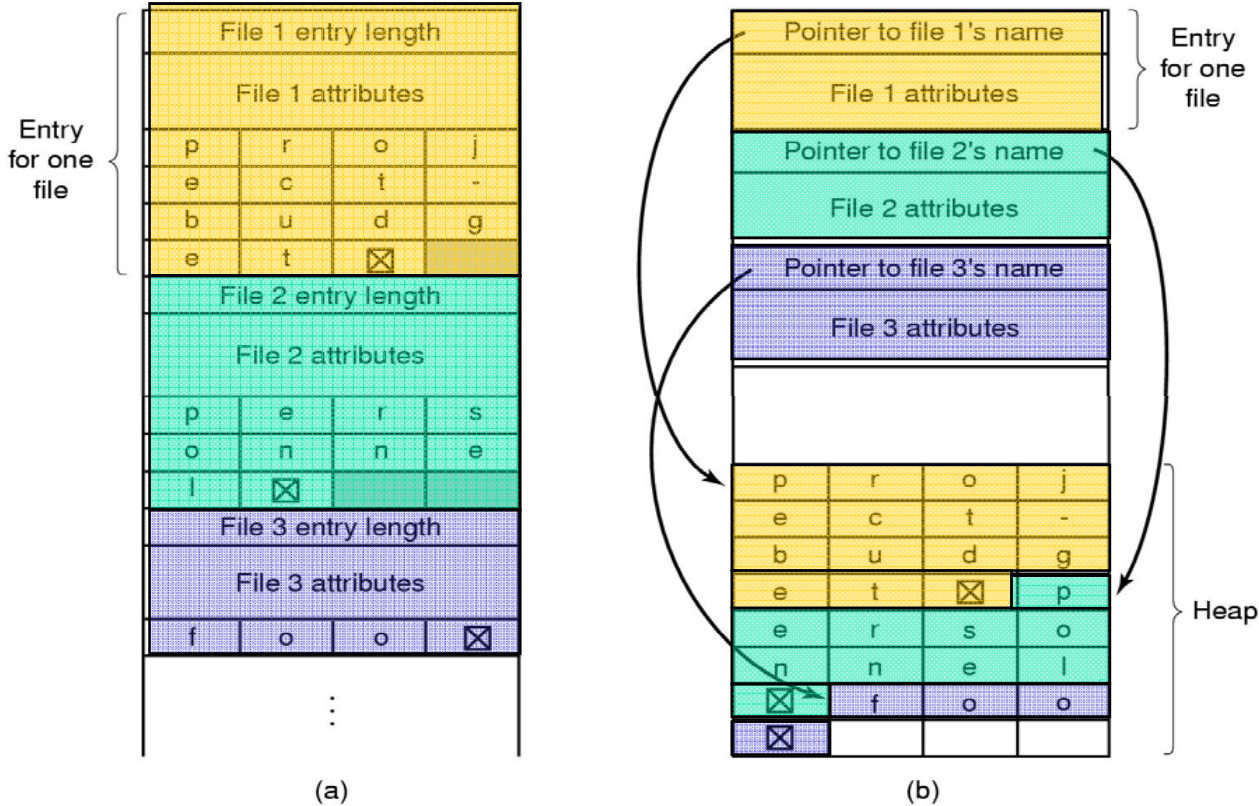 File 1 entry length
File 1 attributes
Entry
for one
file
p r o j
e c t -
b u d g
e t
File 2 entry length
File 2 attributes
p e r s
o n n e
l
File 3 entry length
File 3 attributes
f o o
(a)
Pointer to file 1's name
File 1 attributes
Entry
for one
file
Pointer to file 2's name
File 2 attributes
Pointer to file 3's name
File 3 attributes
p r o j
e c t -
b u d g
e t p
e r s o
n n e l
f o o
Heap
(b)